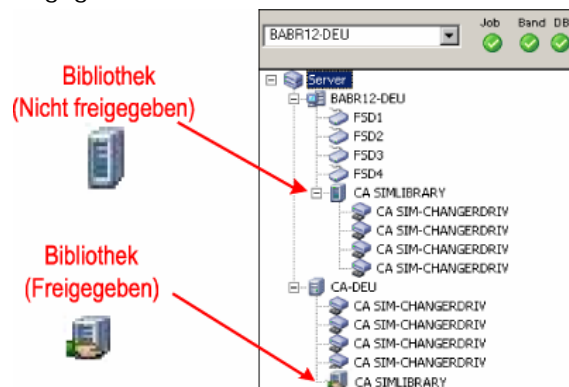 BABR12-DEU
Job Band DB
Bibliothek
(Nicht freigegeben)
Bibliothek
(Freigegeben)
Server
BABR12-DEU
FSD1
FSD2
FSD3
FSD4
CA SIMLIBRARY
CA SIM-CHANGERDRIV
CA SIM-CHANGERDRIV
CA SIM-CHANGERDRIV
CA SIM-CHANGERDRIV
CA-DEU
CA SIM-CHANGERDRIV
CA SIM-CHANGERDRIV
CA SIM-CHANGERDRIV
CA SIM-CHANGERDRIV
CA SIMLIBRARY